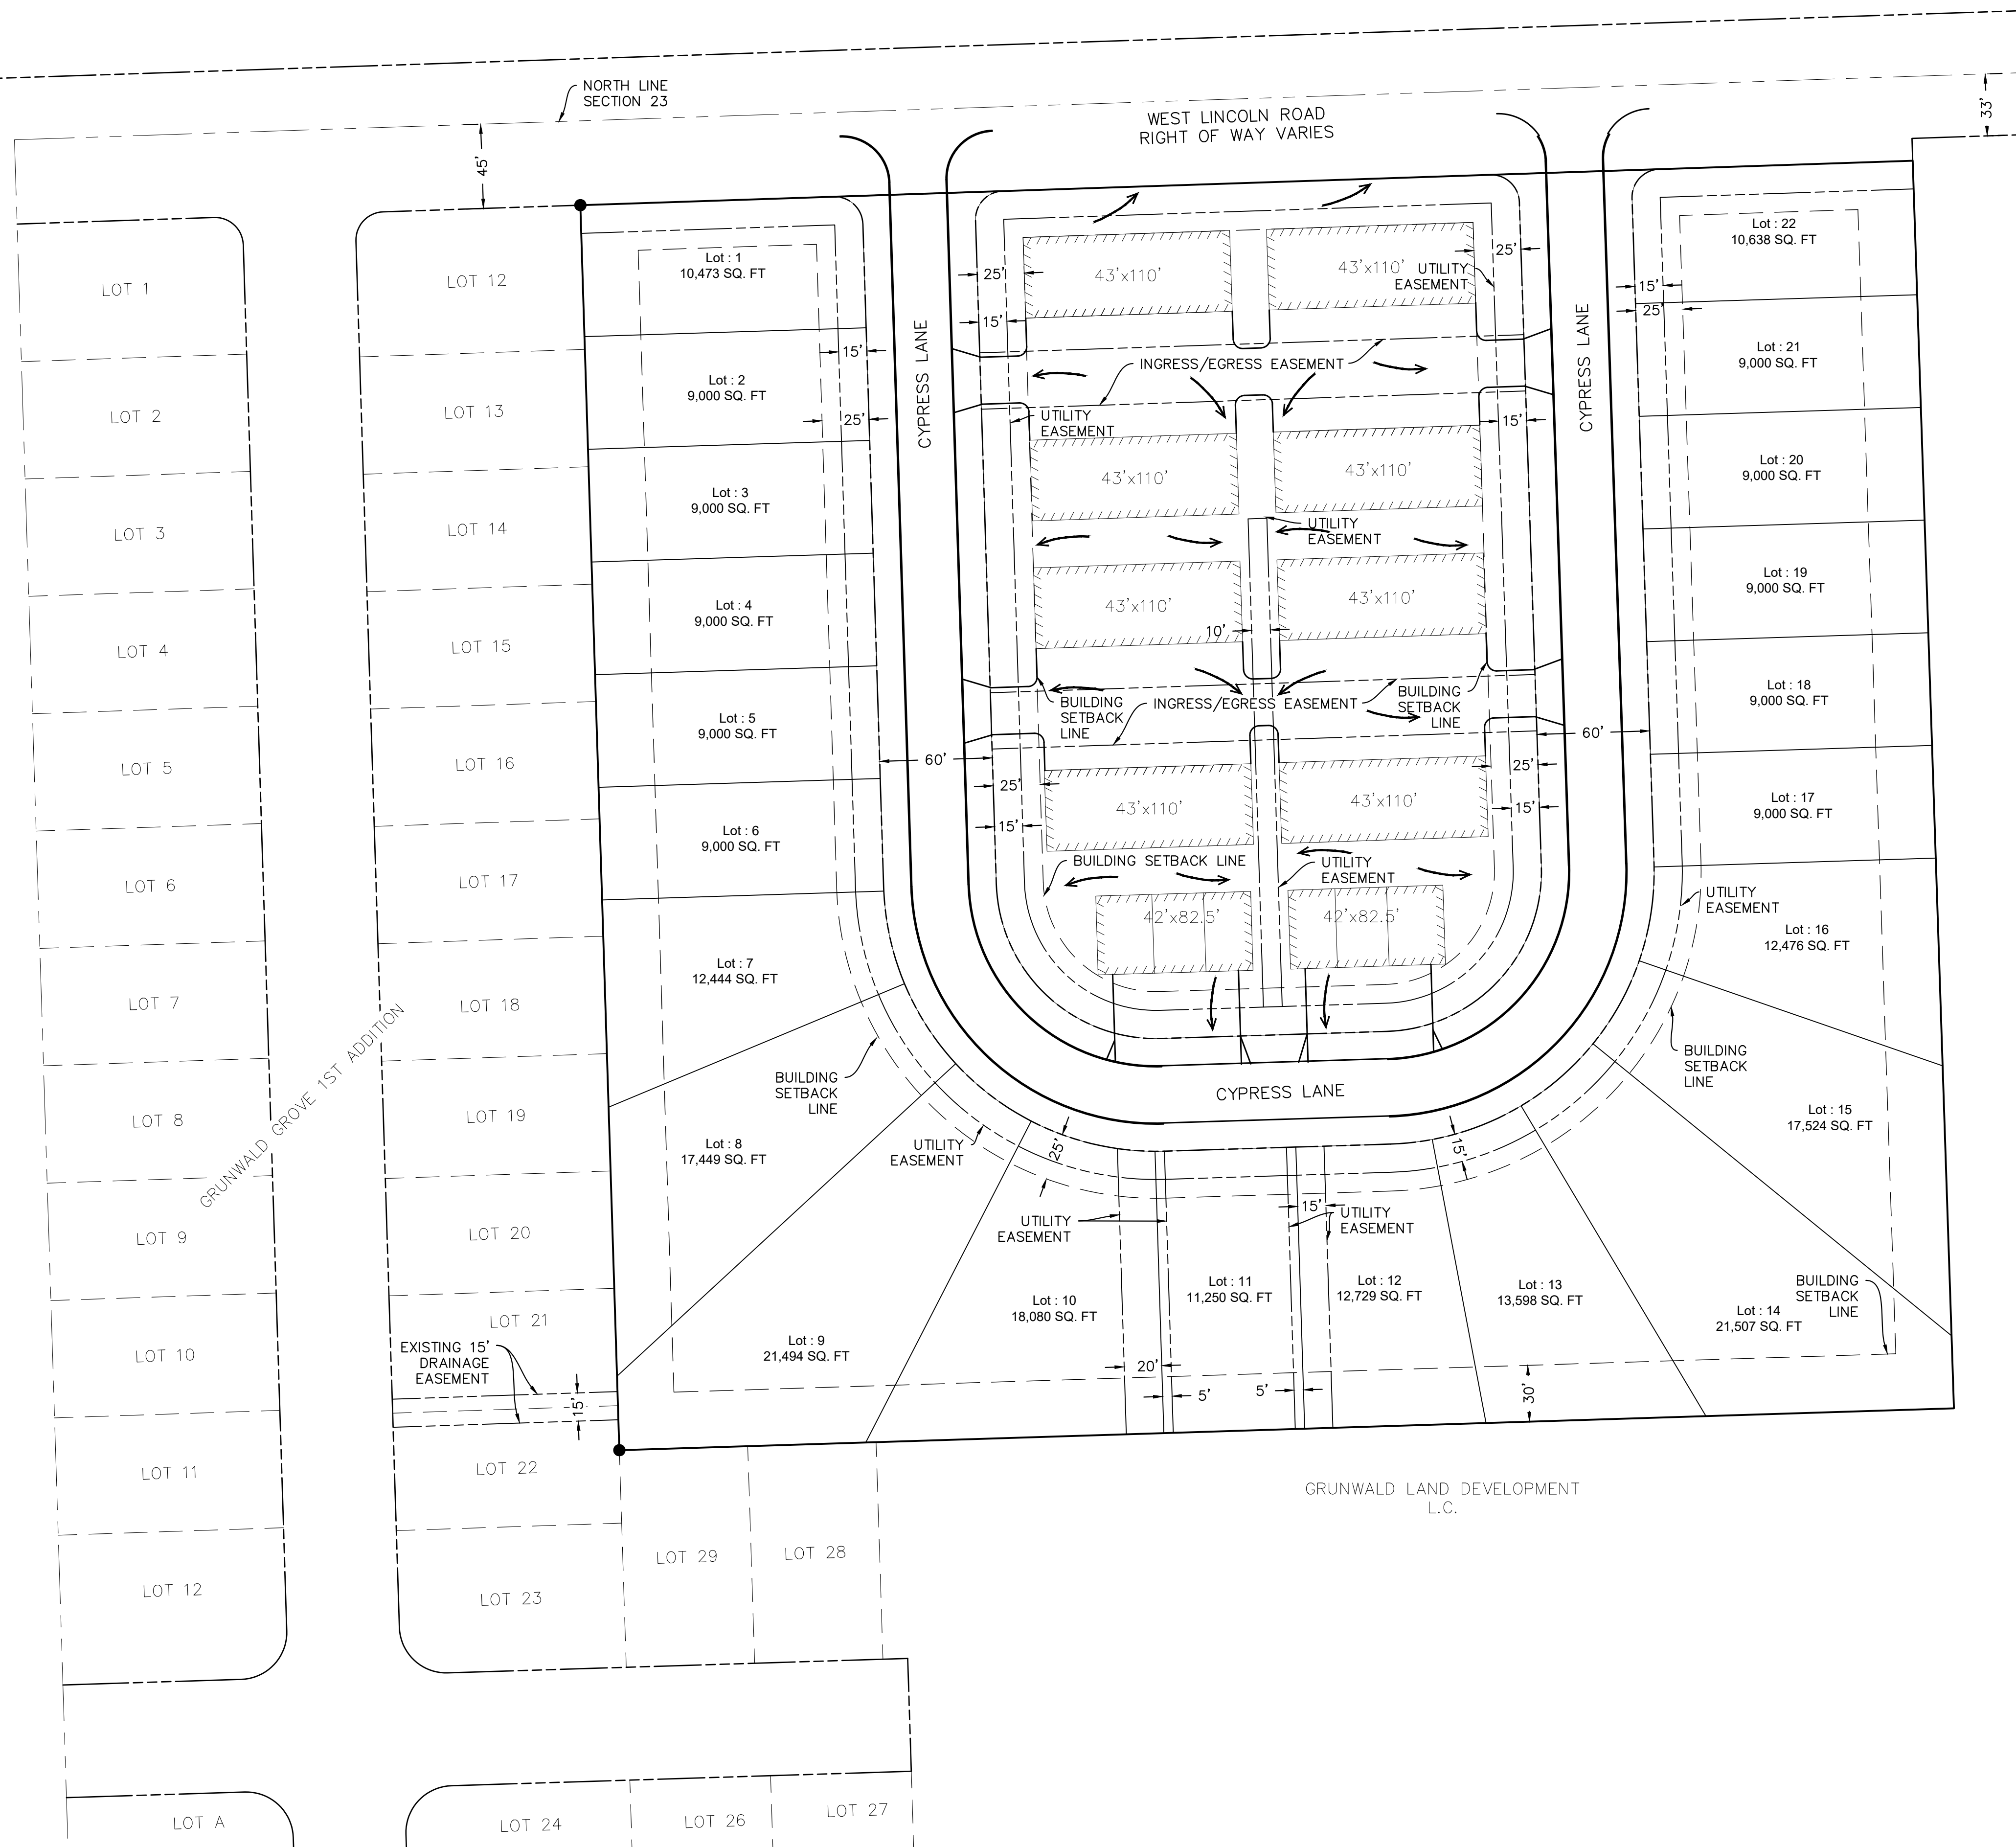 NORTH LINE
SECTION 23
WEST LINCOLN ROAD
RIGHT OF WAY VARIES
33'
45'
LOT 1
LOT 2
LOT 3
LOT 4
LOT 5
LOT 6
LOT 7
LOT 8
LOT 9
LOT 10
LOT 11
LOT 12
LOT A
GRUNWALD GROVE 1ST ADDITION
LOT 12
LOT 13
LOT 14
LOT 15
LOT 16
LOT 17
LOT 18
LOT 19
LOT 20
LOT 21
EXISTING 15'
DRAINAGE
EASEMENT
15'
LOT 22
LOT 23
LOT 24
LOT 29
LOT 28
LOT 26
LOT 27
Lot : 1
10,473 SQ. FT
15'
Lot : 2
9,000 SQ. FT
25'
Lot : 3
9,000 SQ. FT
Lot : 4
9,000 SQ. FT
Lot : 5
9,000 SQ. FT
Lot : 6
9,000 SQ. FT
Lot : 7
12,444 SQ. FT
Lot : 8
17,449 SQ. FT
Lot : 9
21,494 SQ. FT
Lot : 10
18,080 SQ. FT
Lot : 11
11,250 SQ. FT
Lot : 12
12,729 SQ. FT
Lot : 13
13,598 SQ. FT
Lot : 14
21,507 SQ. FT
Lot : 15
17,524 SQ. FT
Lot : 16
12,476 SQ. FT
Lot : 17
9,000 SQ. FT
Lot : 18
9,000 SQ. FT
Lot : 19
9,000 SQ. FT
Lot : 20
9,000 SQ. FT
Lot : 21
9,000 SQ. FT
Lot : 22
10,638 SQ. FT
15'
25'
CYPRESS LANE
CYPRESS LANE
CYPRESS LANE
25'
43'x110'
43'x110'
UTILITY
EASEMENT
25'
15'
INGRESS/EGRESS EASEMENT
UTILITY
EASEMENT
15'
43'x110'
43'x110'
UTILITY
EASEMENT
43'x110'
43'x110'
10'
BUILDING
SETBACK
LINE
INGRESS/EGRESS EASEMENT
BUILDING
SETBACK
LINE
60'
60'
25'
25'
15'
43'x110'
43'x110'
15'
BUILDING SETBACK LINE
UTILITY
EASEMENT
42'x82.5'
42'x82.5'
UTILITY
EASEMENT
BUILDING
SETBACK
LINE
BUILDING
SETBACK
LINE
UTILITY
EASEMENT
25'
15'
UTILITY
EASEMENT
15'
UTILITY
EASEMENT
BUILDING
SETBACK
LINE
20'
5'
5'
30'
GRUNWALD LAND DEVELOPMENT
L.C.